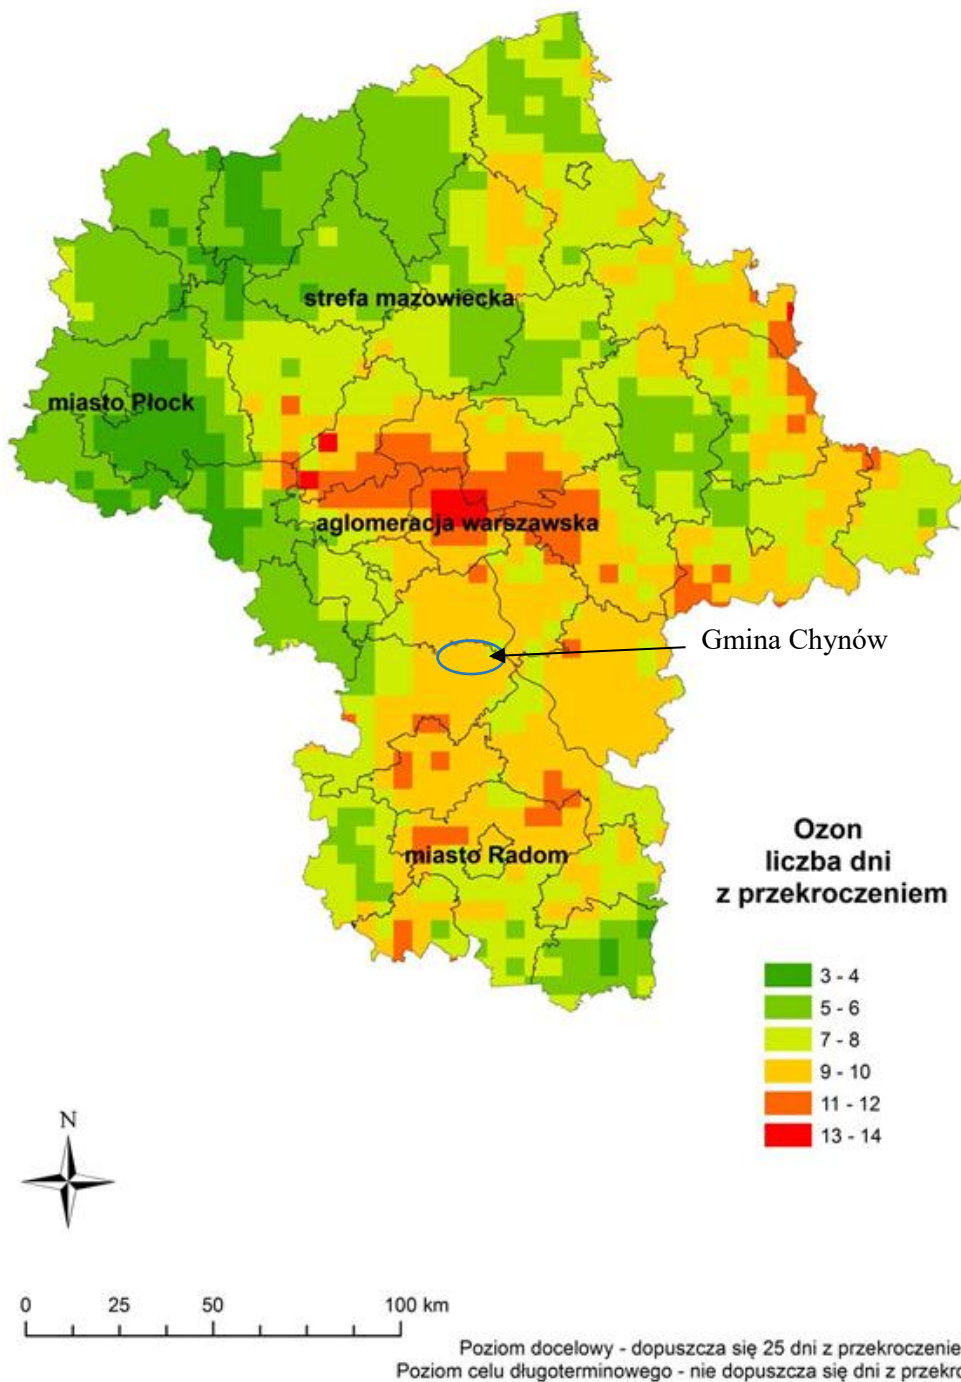 strefa mazowiecka
miasto Płock
aglomeracja warszawska
Gmina Chynów
miasto Radom
Ozon
liczba dni
z przekroczeniem
3 - 4
5 - 6
7 - 8
9 - 10
11 - 12
13 - 14
N
0 25 50 100 km
Poziom docelowy - dopuszcza się 25 dni z przekroczenie
Poziom celu długoterminowego - nie dopuszcza się dni z przekro